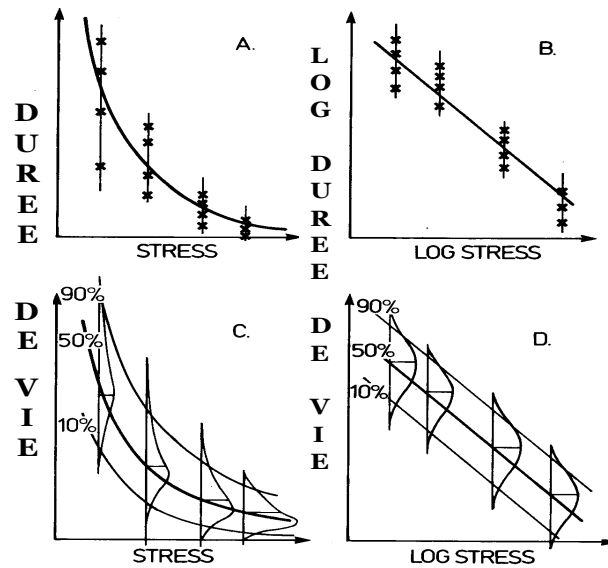 A.
B.
DUREE
LOG DUREE
STRESS
LOG STRESS
90%
50%
10%
C.
DE VIE
STRESS
90%
50%
10%
D.
DE VIE
LOG STRESS